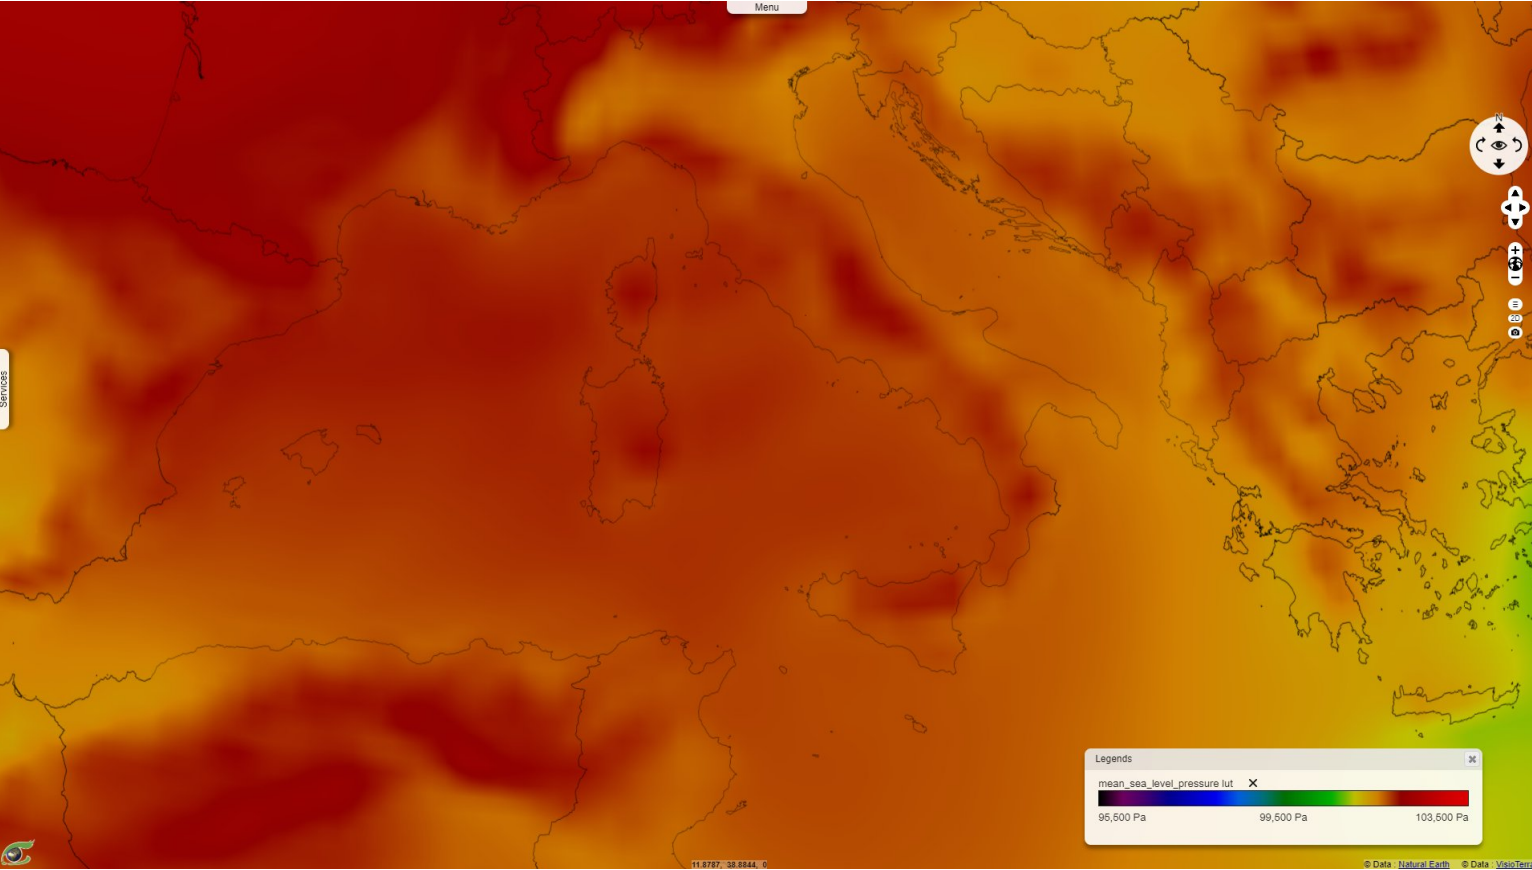 Menu
N
Services
2D
Legends
mean_sea_level_pressure lut
95,500 Pa 99,500 Pa 103,500 Pa
11.8787, 38.8844, 0
© Data : Natural Earth © Data : VisioTerra